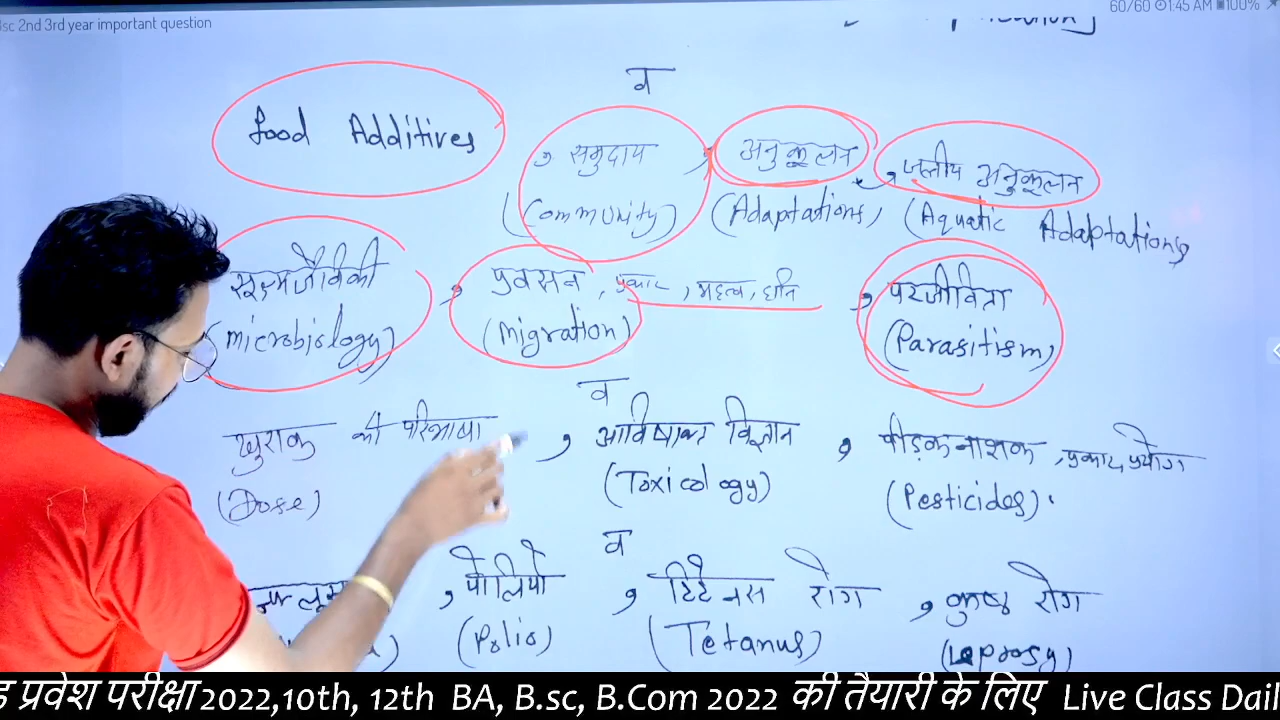 3sc 2nd 3rd year important question
60/60 1:45 AM 100%
व
food Additives
, समुदाय , अनुकूलन , जलीय अनुकूलन
(Community) (Adaptations) (Aquatic Adaptations)
सूक्ष्मजैविकी , प्रवसन , प्रकार , महत्व , हानि , परजीविता
(microbiology) (Migration) (Parasitism)
व
खुराक की परिभाषा , आविषाक्त विज्ञान , पीड़कनाशक , प्रकार, प्रयोग
(Dose) (Toxicology) (Pesticides).
व
, पोलियो , टिटेनस रोग , कुष्ठ रोग
(Polio) (Tetanus) (Leprosy)
प्रवेश परीक्षा 2022,10th, 12th BA, B.sc, B.Com 2022 की तैयारी के लिए Live Class Dail